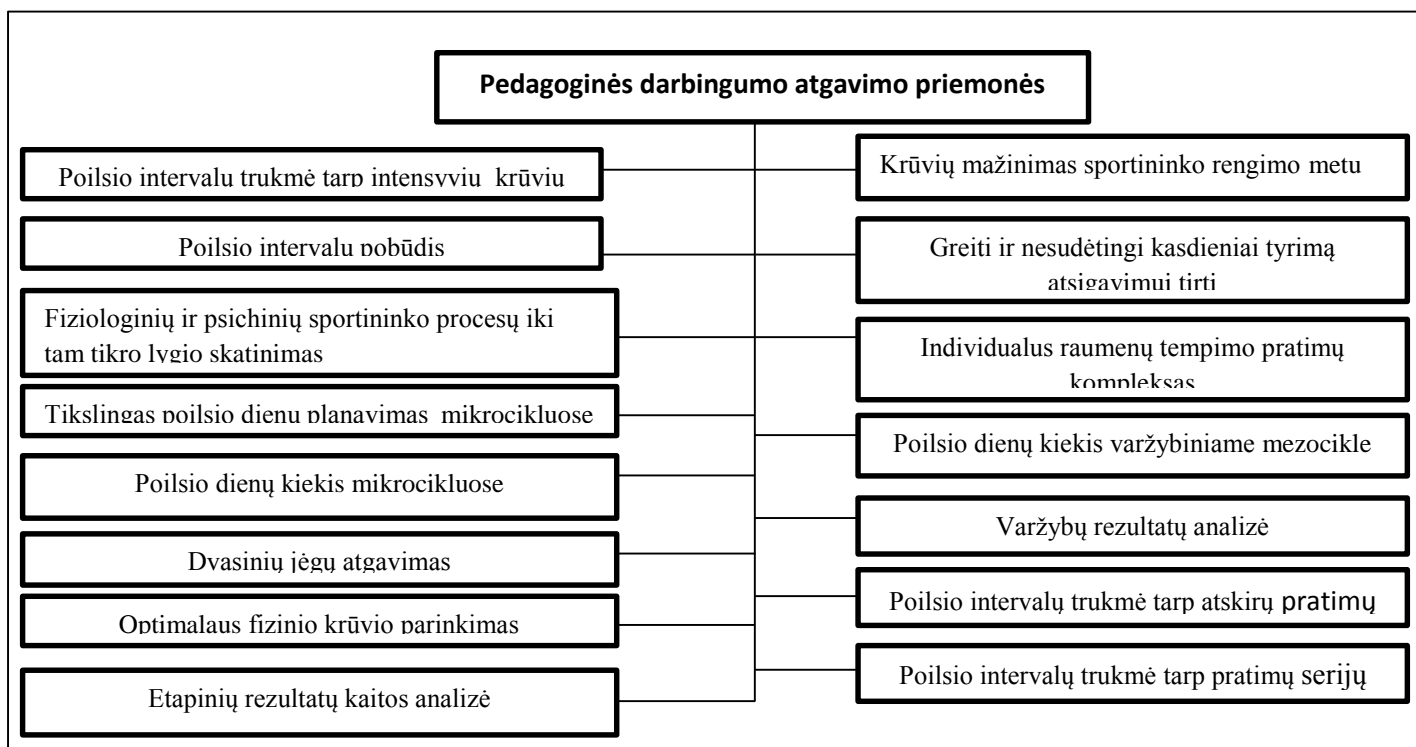 Pedagoginės darbingumo atgavimo priemonės
Poilsio intervalų trukmė tarp intensyvių krūvių
Poilsio intervalų pobūdis
Fiziologinių ir psichinių sportininko procesų iki
tam tikro lygio skatinimas
Tikslingas poilsio dienų planavimas mikrocikluose
Poilsio dienų kiekis mikrocikluose
Dvasinių jėgų atgavimas
Optimalaus fizinio krūvio parinkimas
Etapinių rezultatų kaitos analizė
Krūvių mažinimas sportininko rengimo metu
Greiti ir nesudėtingi kasdieniai tyrimą
atsigavimui tirti
Individualus raumenų tempimo pratimų
kompleksas
Poilsio dienų kiekis varžybiniame mezocikle
Varžybų rezultatų analizė
Poilsio intervalų trukmė tarp atskirų pratimų
Poilsio intervalų trukmė tarp pratimų serijų